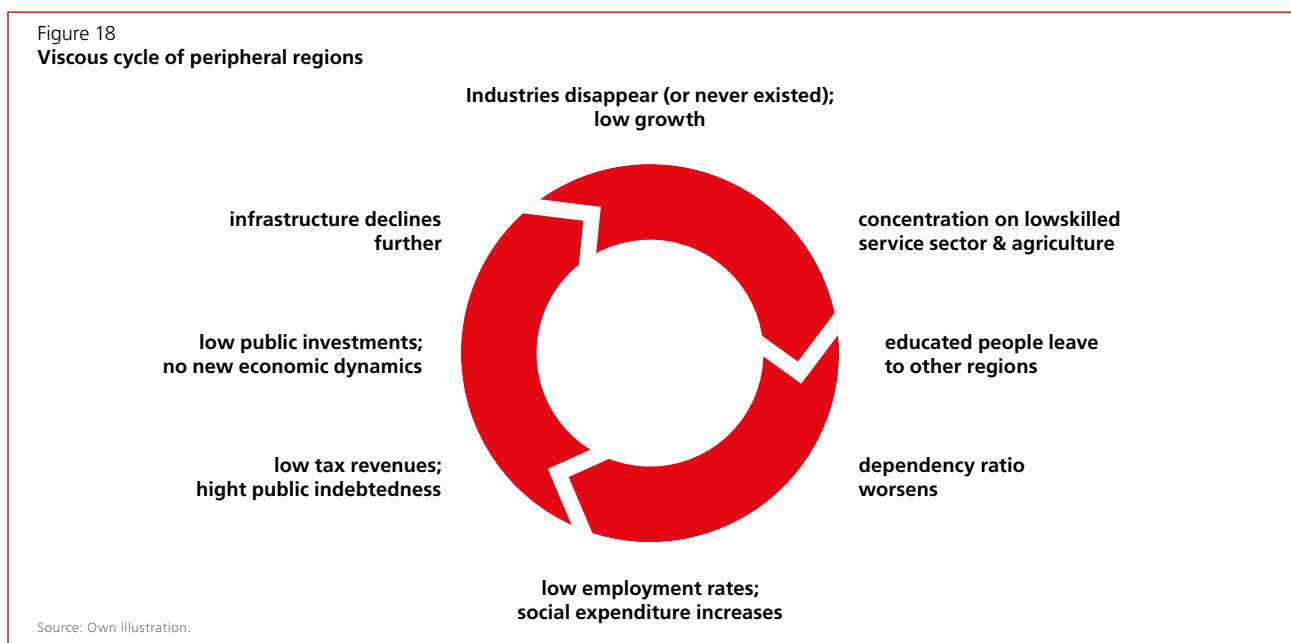 Figure 18
Viscous cycle of peripheral regions
Industries disappear (or never existed);
low growth
concentration on lowskilled
service sector & agriculture
educated people leave
to other regions
dependency ratio
worsens
low employment rates;
social expenditure increases
low tax revenues;
hight public indebtedness
low public investments;
no new economic dynamics
infrastructure declines
further
Source: Own illustration.